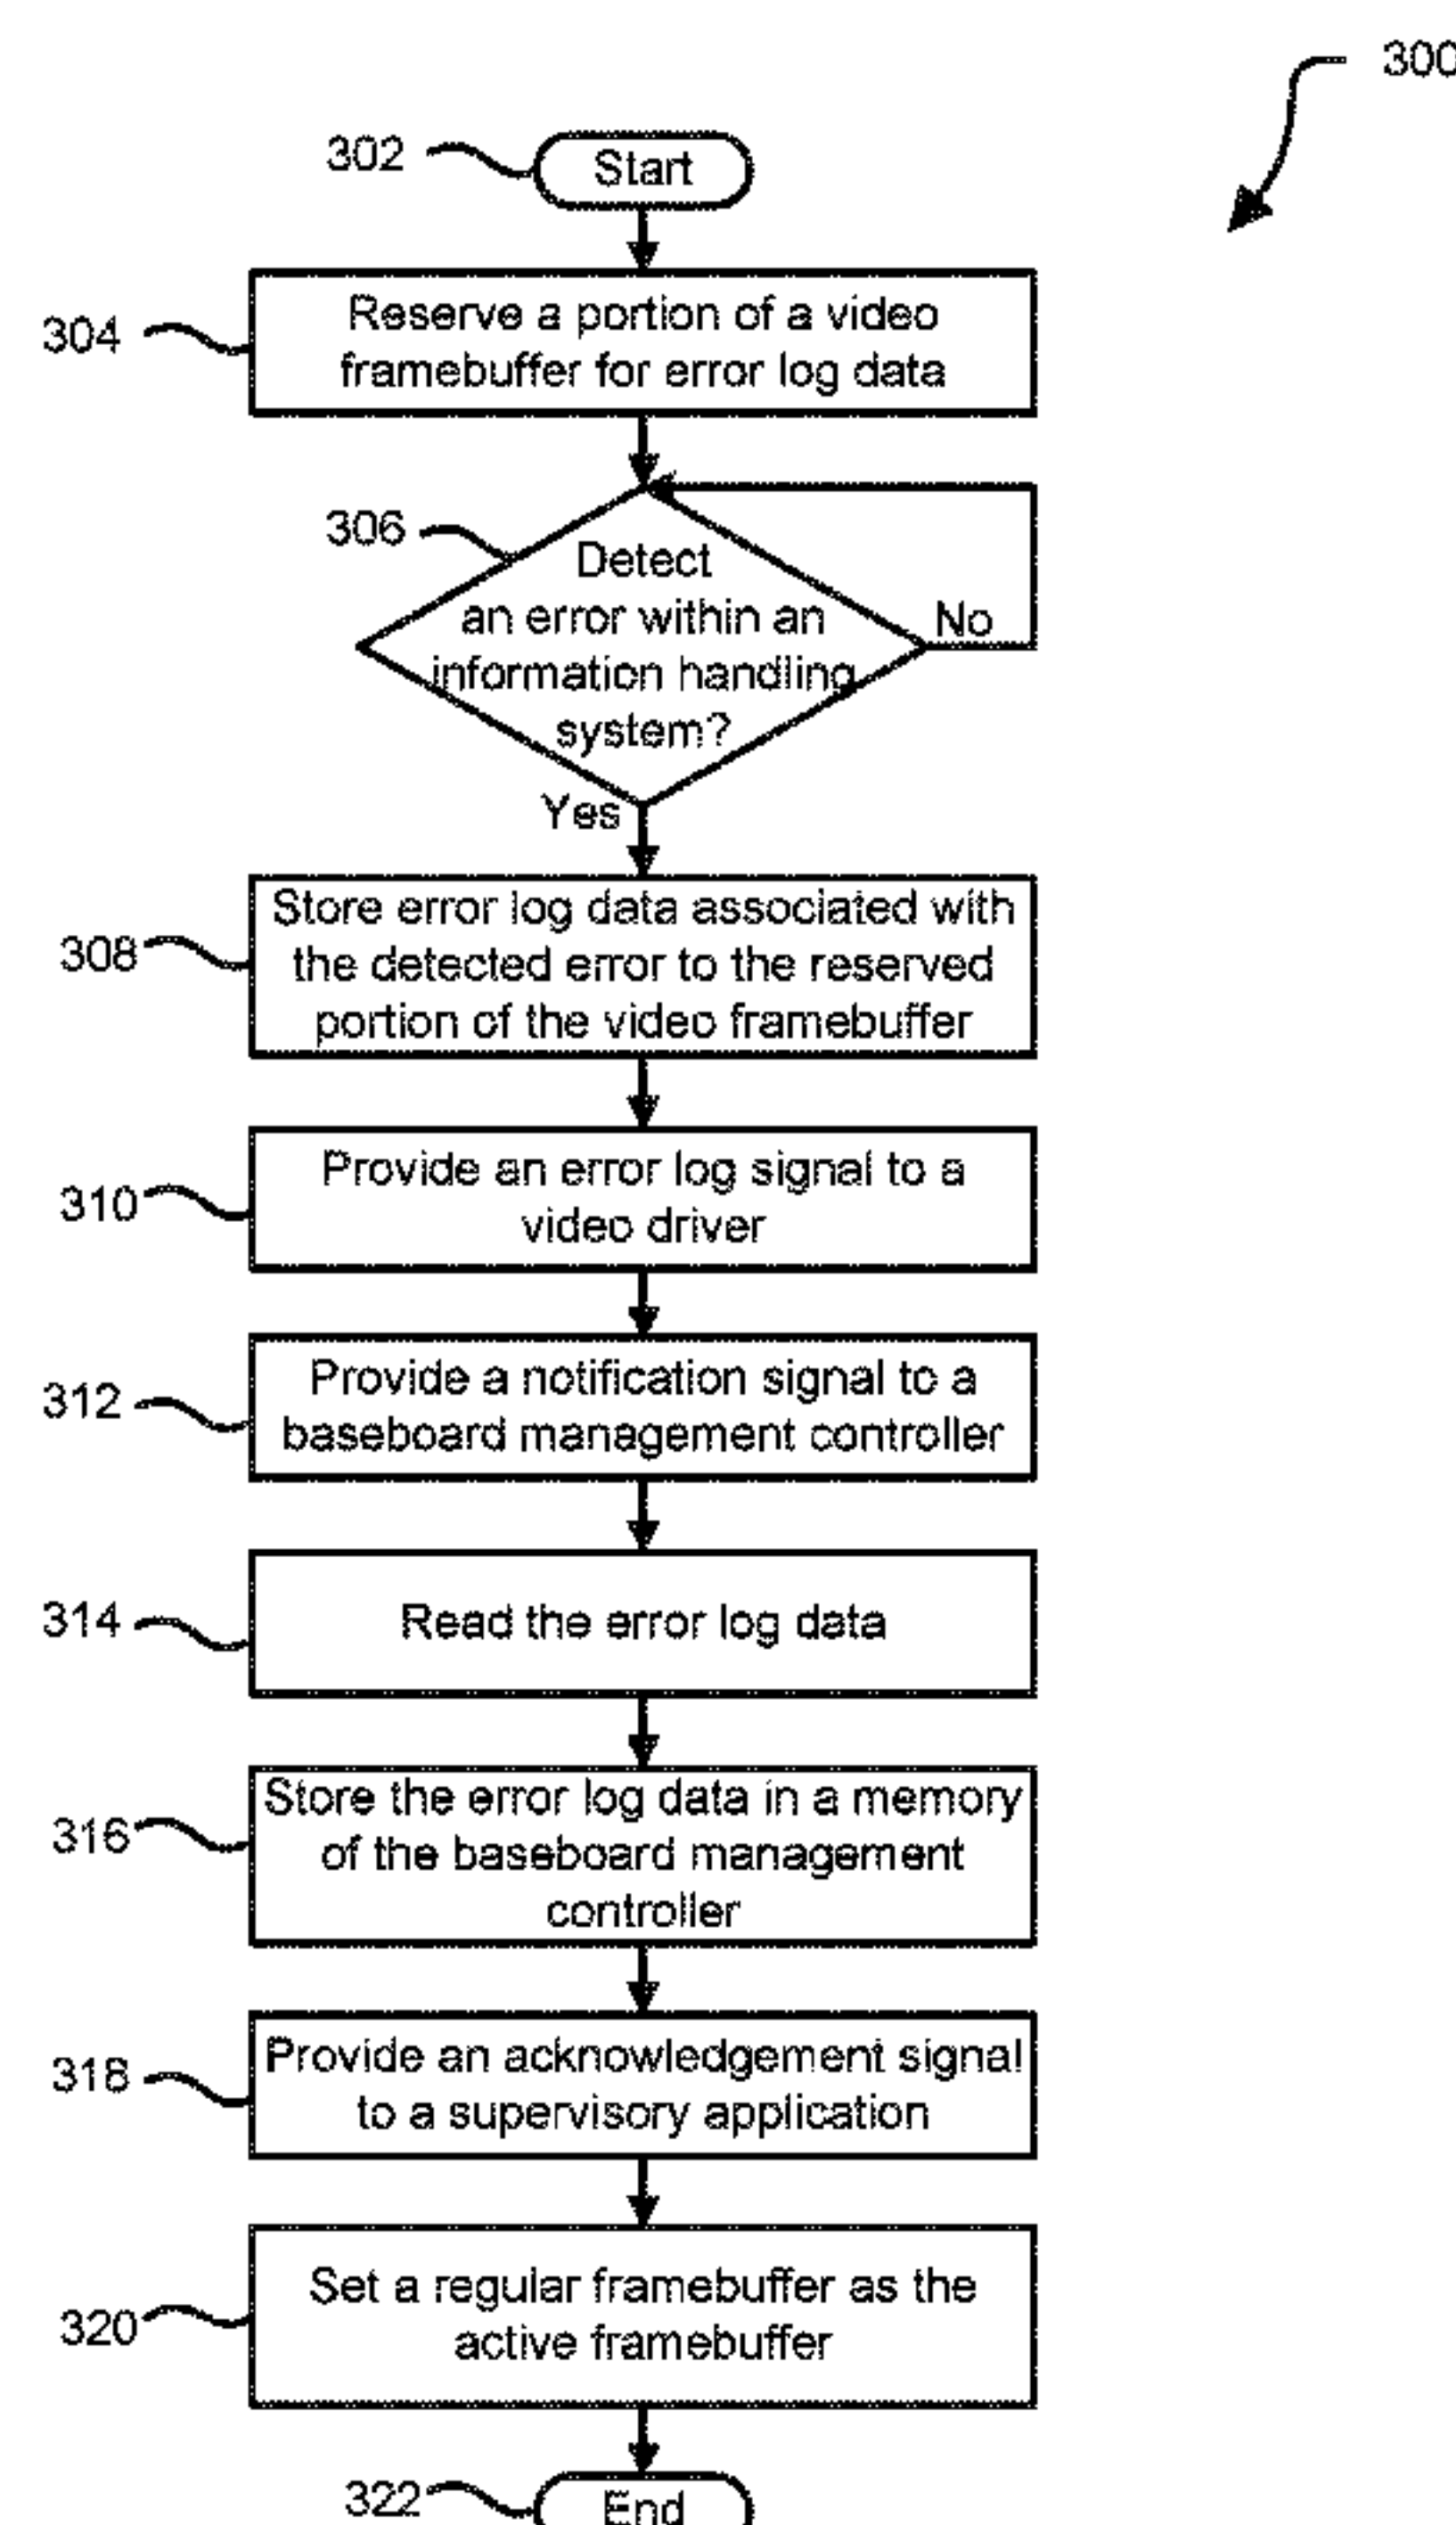 300
302
Start
304
Reserve a portion of a video
framebuffer for error log data
306
Detect
an error within an
information handling
system?
No
Yes
308
Store error log data associated with
the detected error to the reserved
portion of the video framebuffer
310
Provide an error log signal to a
video driver
312
Provide a notification signal to a
baseboard management controller
314
Read the error log data
316
Store the error log data in a memory
of the baseboard management
controller
318
Provide an acknowledgement signal
to a supervisory application
320
Set a regular framebuffer as the
active framebuffer
322
End